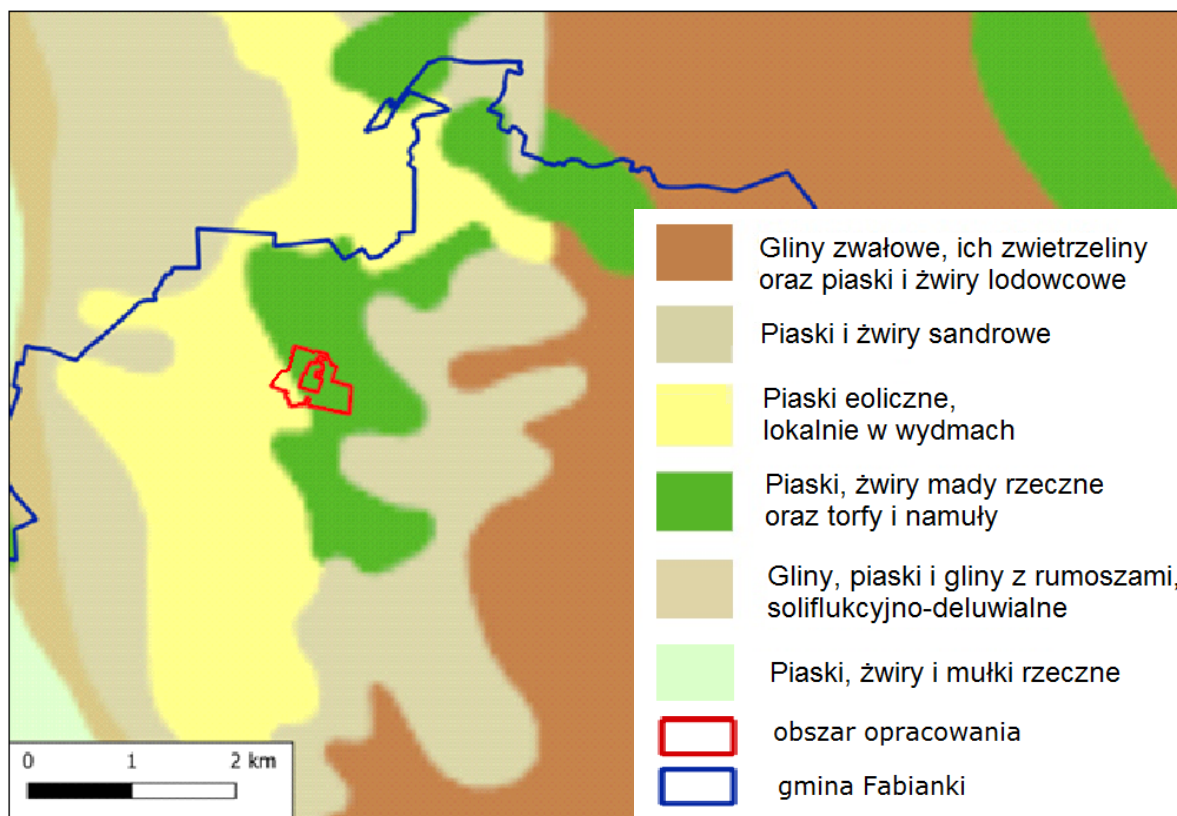 Gliny zwałowe, ich zwietrzeliny
oraz piaski i żwiry lodowcowe
Piaski i żwiry sandrowe
Piaski eoliczne,
lokalnie w wydmach
Piaski, żwiry mady rzeczne
oraz torfy i namuły
Gliny, piaski i gliny z rumoszami,
soliflukcyjno-deluwialne
Piaski, żwiry i mułki rzeczne
obszar opracowania
gmina Fabianki
0 1 2 km